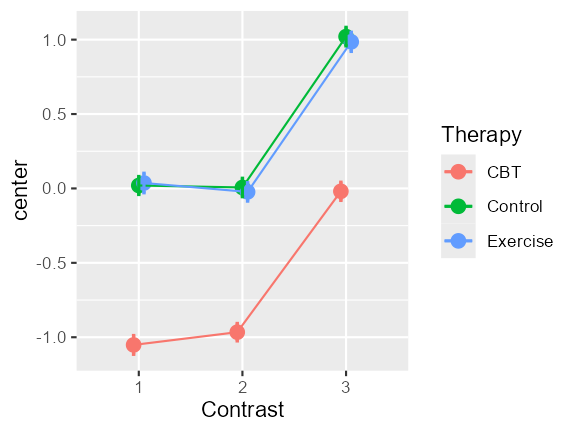 1.0
0.5
0.0
-0.5
-1.0
center
1 2 3
Contrast
Therapy
CBT
Control
Exercise